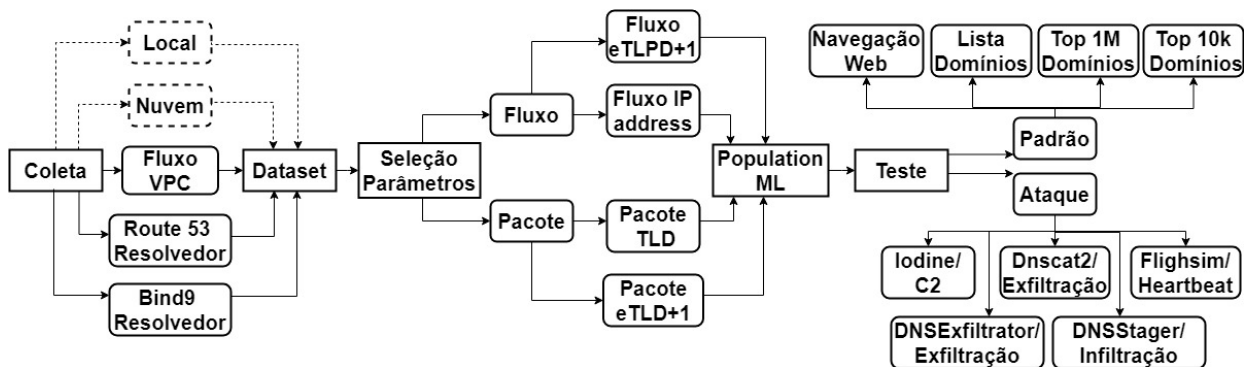 Local
Nuvem
Coleta
Fluxo
VPC
Route 53
Resolvedor
Bind9
Resolvedor
Dataset
Seleção
Parâmetros
Fluxo
Pacote
Fluxo
eTLPD+1
Fluxo IP
address
Pacote
TLD
Pacote
eTLD+1
Population
ML
Teste
Padrão
Ataque
Navegação
Web
Lista
Domínios
Top 1M
Domínios
Top 10k
Domínios
Iodine/
C2
Dnscat2/
Exfiltração
Flighsim/
Heartbeat
DNSExfiltrator/
Exfiltração
DNSStager/
Infiltração